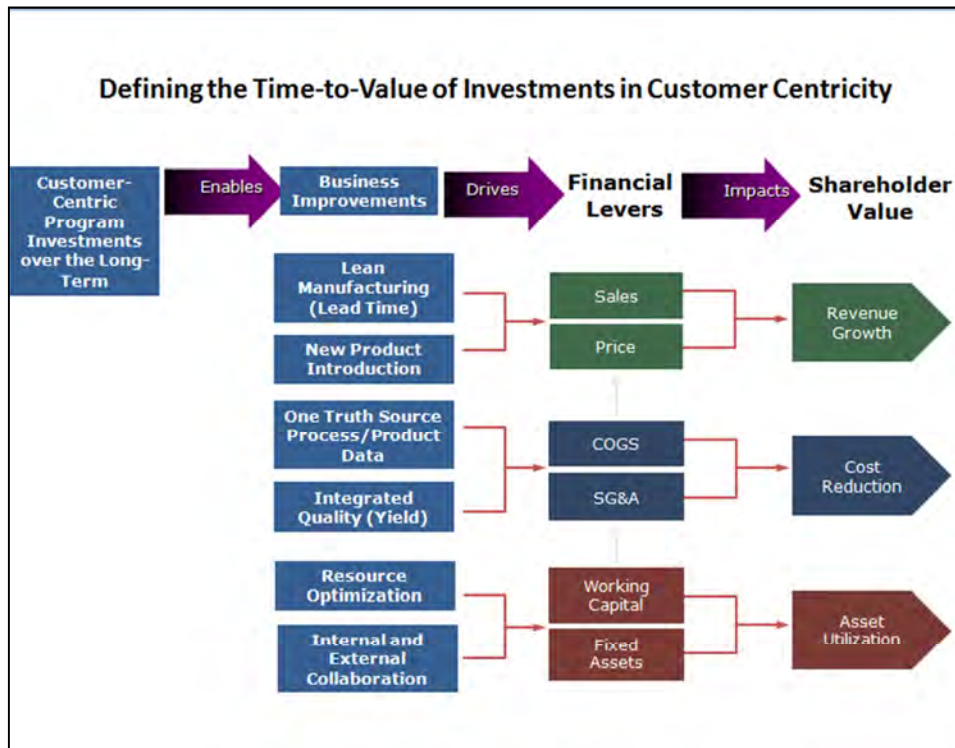 Defining the Time-to-Value of Investments in Customer Centricity
Customer-
Centric
Program
Investments
over the Long-
Term
Enables
Business
Improvements
Drives
Financial
Levers
Impacts
Shareholder
Value
Lean
Manufacturing
(Lead Time)
New Product
Introduction
Sales
Price
Revenue
Growth
One Truth Source
Process/Product
Data
Integrated
Quality (Yield)
COGS
SG&A
Cost
Reduction
Resource
Optimization
Internal and
External
Collaboration
Working
Capital
Fixed
Assets
Asset
Utilization